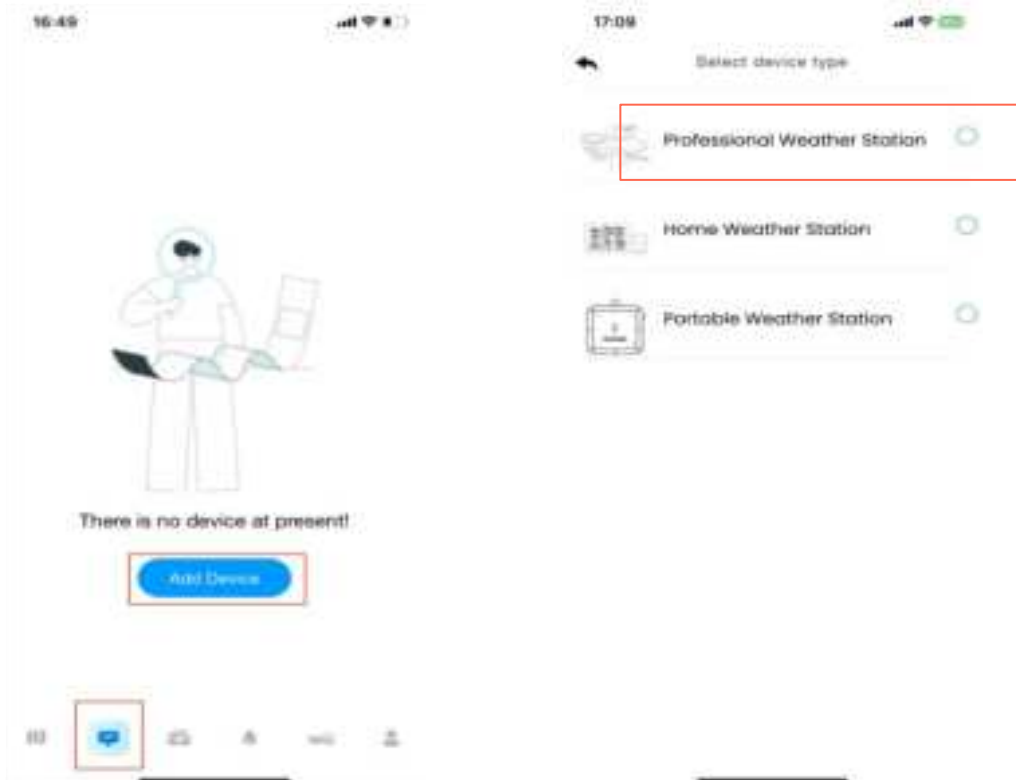 16:49
There is no device at present!
Add Device
17:09
Select device type
Professional Weather Station
Home Weather Station
Portable Weather Station